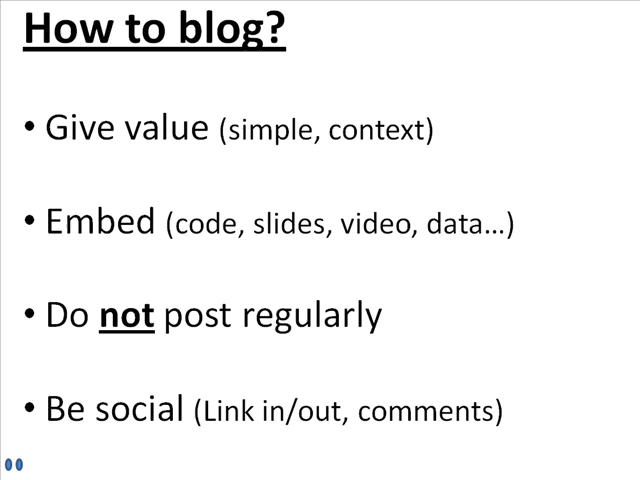 How to blog?
• Give value (simple, context)
• Embed (code, slides, video, data…)
• Do not post regularly
• Be social (Link in/out, comments)